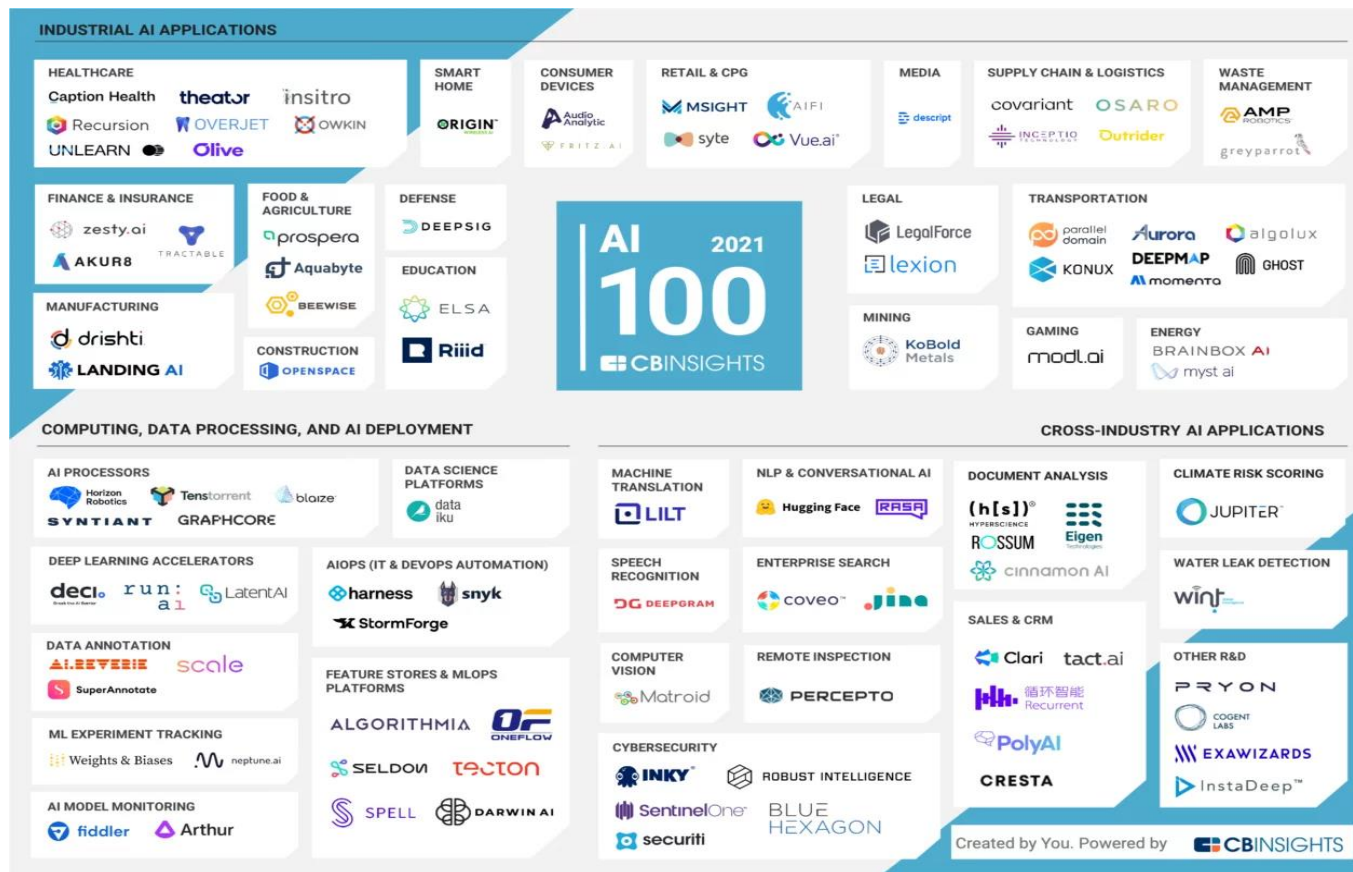 INDUSTRIAL AI APPLICATIONS
HEALTHCARE
Caption Health theator insitro
Recursion OVERJET OWKIN
UNLEARN Olive
SMART
HOME
ORIGIN
WIRELESS AI
CONSUMER
DEVICES
Audio
Analytic
FRITZ.AI
RETAIL & CPG
MSIGHT AIFI
syte Vue.ai
MEDIA
descript
SUPPLY CHAIN & LOGISTICS
covariant OSARO
INCEPTIO
TECHNOLOGY
Outrider
WASTE
MANAGEMENT
AMP
ROBOTICS
greyparrot
FINANCE & INSURANCE
zesty.ai
TRACTABLE
AKUR8
FOOD &
AGRICULTURE
prospera
Aquabyte
BEEWISE
DEFENSE
DEEPSIG
EDUCATION
ELSA
Riiid
MANUFACTURING
drishti
LANDING AI
CONSTRUCTION
OPENSPACE
AI 2021
100
CBINSIGHTS
LEGAL
LegalForce
lexion
TRANSPORTATION
parallel
domain
Aurora algolux
KONUX DEEPMAP GHOST
momenta
MINING
KoBold
Metals
GAMING
modl.ai
ENERGY
BRAINBOX AI
myst ai
COMPUTING, DATA PROCESSING, AND AI DEPLOYMENT
AI PROCESSORS
Horizon
Robotics
Tenstorrent blaize
SYNTIANT GRAPHCORE
DATA SCIENCE
PLATFORMS
data
iku
DEEP LEARNING ACCELERATORS
deci.
run:
ai
LatentAI
AIOPS (IT & DEVOPS AUTOMATION)
harness snyk
StormForge
DATA ANNOTATION
AI.REVERIE scale
SuperAnnotate
FEATURE STORES & MLOPS
PLATFORMS
ALGORITHMIA OF
ONEFLOW
SELDON TECTON
SPELL DARWIN AI
ML EXPERIMENT TRACKING
Weights & Biases neptune.ai
AI MODEL MONITORING
fiddler Arthur
CROSS-INDUSTRY AI APPLICATIONS
MACHINE
TRANSLATION
LILT
NLP & CONVERSATIONAL AI
Hugging Face RASA
DOCUMENT ANALYSIS
(h[s])®
HYPERSCIENCE
ROSSUM
Eigen
Technologies
cinnamon AI
CLIMATE RISK SCORING
JUPITER
SPEECH
RECOGNITION
DEEPGRAM
ENTERPRISE SEARCH
coveo™ Jina
WATER LEAK DETECTION
wint
COMPUTER
VISION
Matroid
REMOTE INSPECTION
PERCEPTO
SALES & CRM
Clari tact.ai
循环智能
Recurrent
PolyAI
CRESTA
OTHER R&D
PRYON
COGENT
LABS
EXAWIZARDS
InstaDeep™
CYBERSECURITY
INKY ROBUST INTELLIGENCE
SentinelOne BLUE
HEXAGON
securiti
Created by You. Powered by CBINSIGHTS